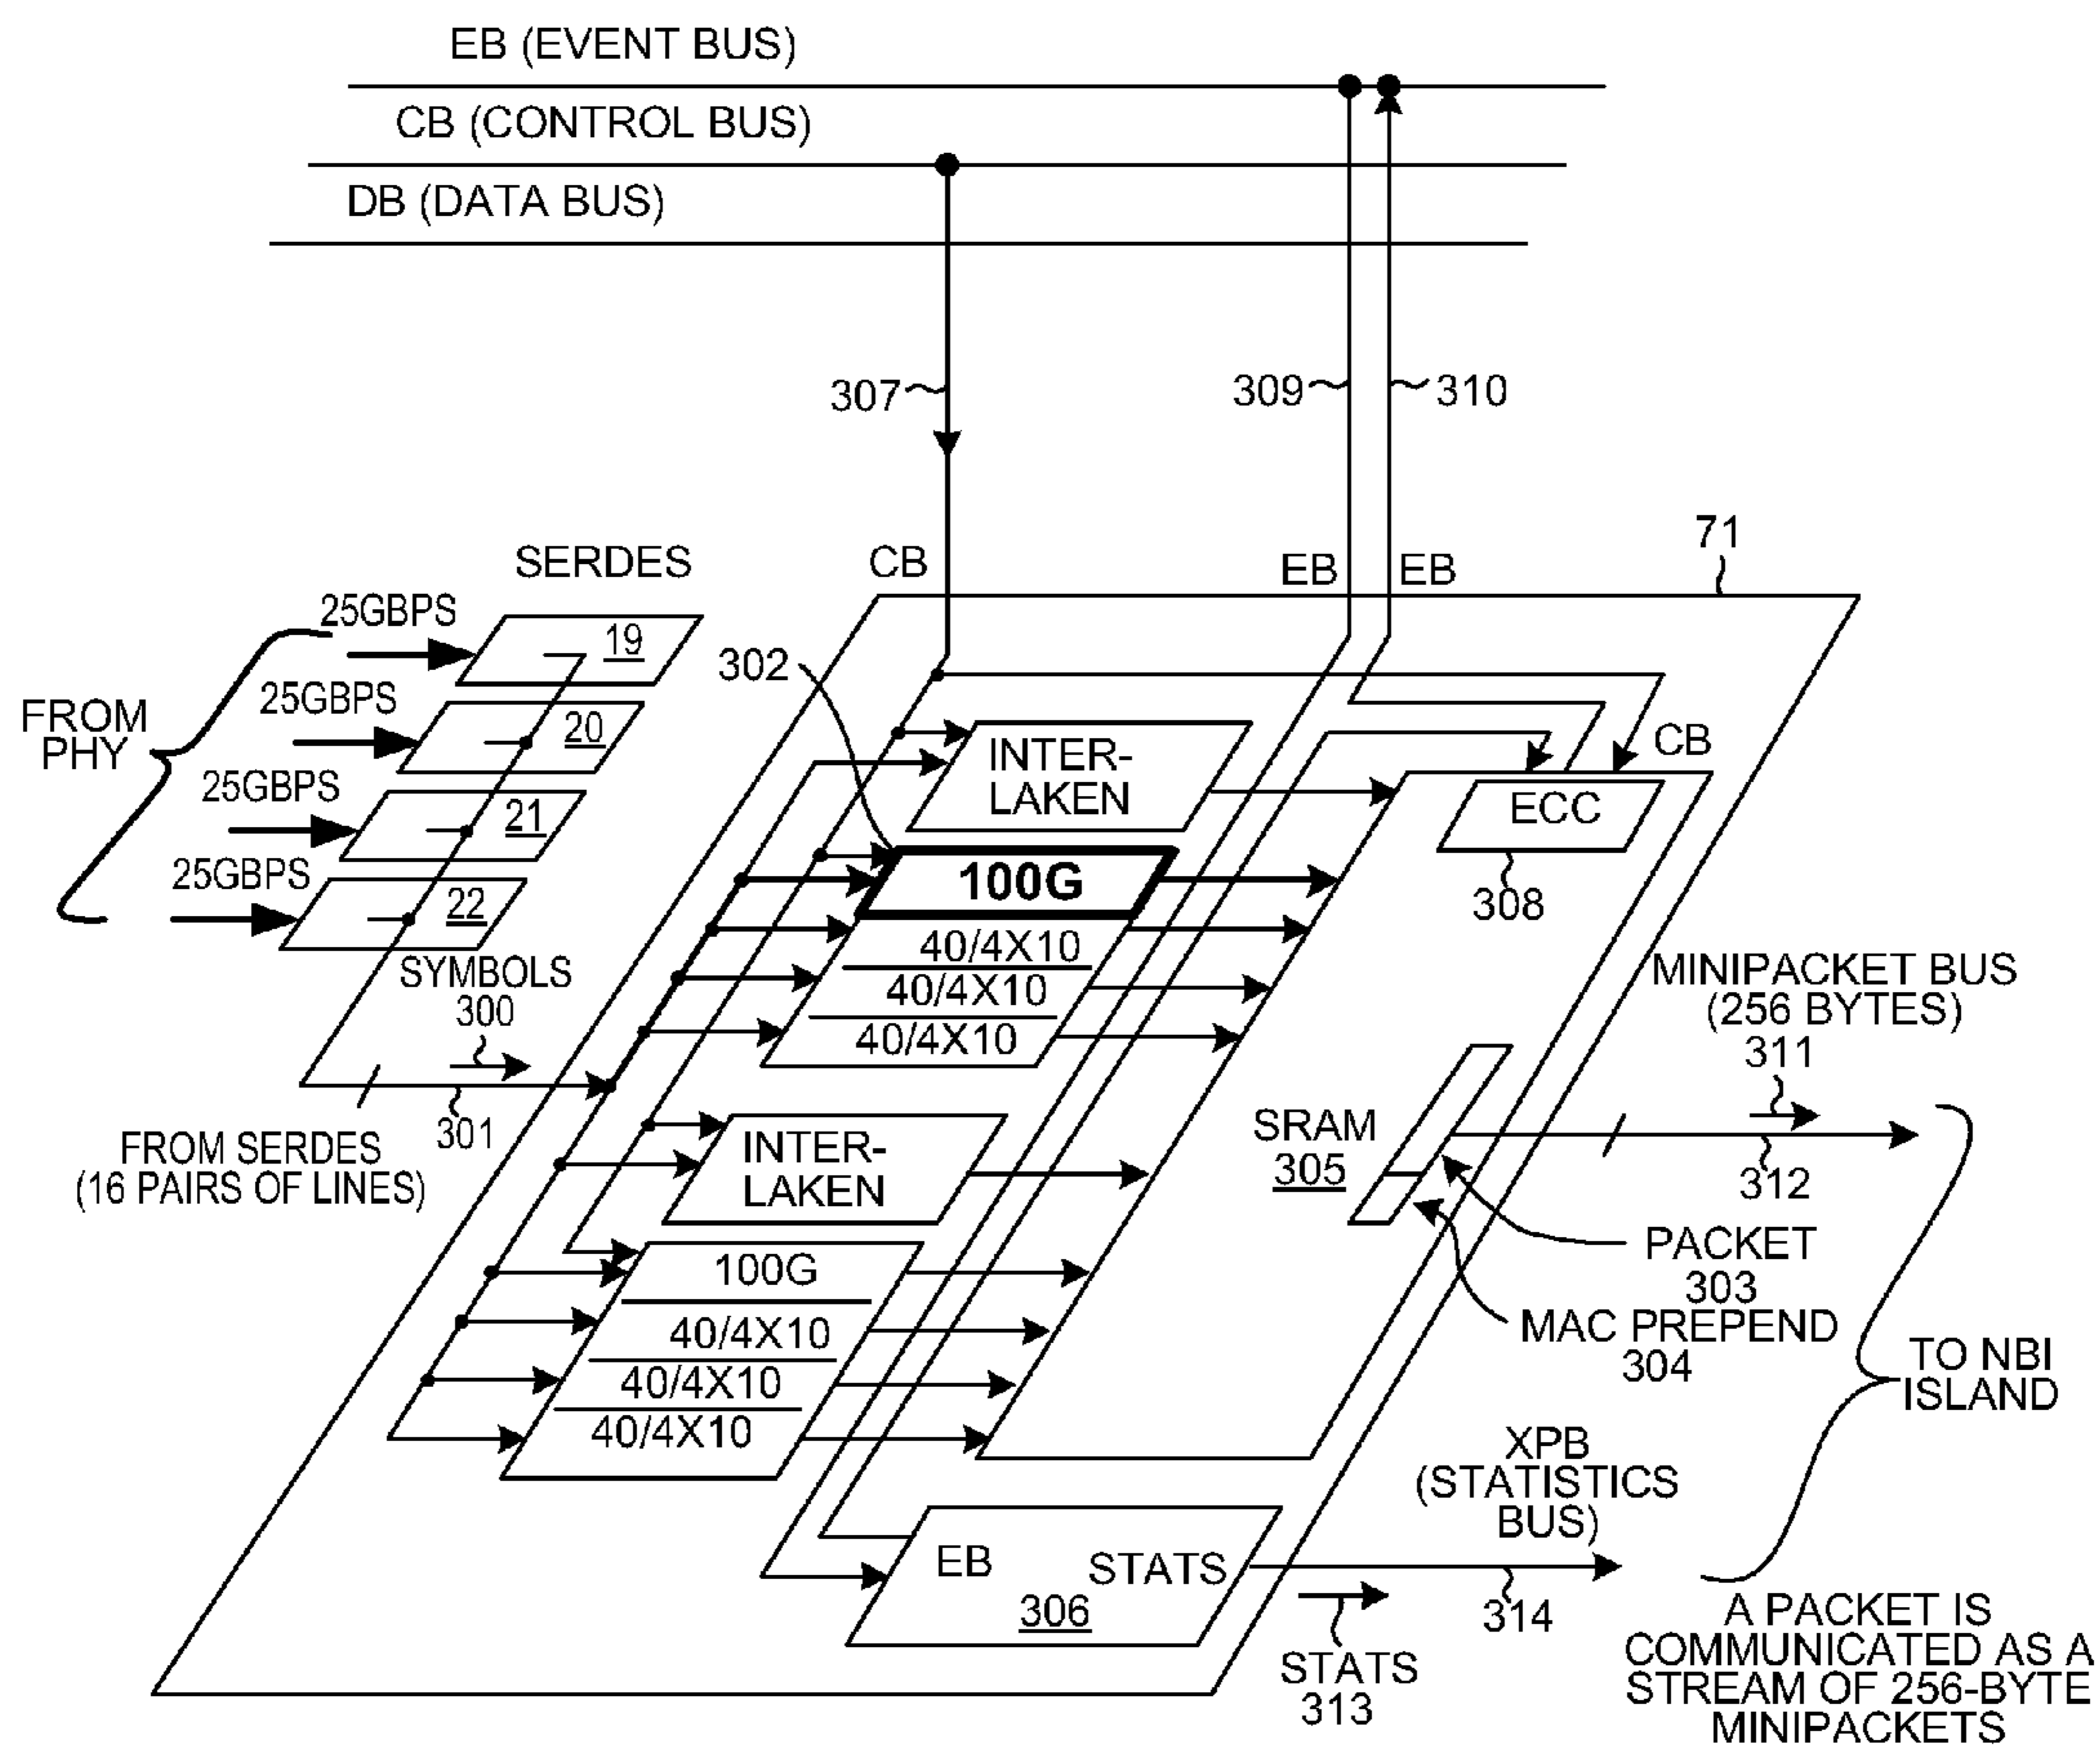 EB (EVENT BUS)
CB (CONTROL BUS)
DB (DATA BUS)
307
309
310
71
SERDES
CB
EB
EB
25GBPS
19
302
25GBPS
20
FROM
PHY
CB
INTER-
LAKEN
25GBPS
21
ECC
25GBPS
22
100G
308
40/4X10
40/4X10
40/4X10
SYMBOLS
300
MINIPACKET BUS
(256 BYTES)
311
301
FROM SERDES
(16 PAIRS OF LINES)
INTER-
LAKEN
SRAM
305
312
PACKET
303
MAC PREPEND
304
100G
40/4X10
40/4X10
40/4X10
TO NBI
ISLAND
XPB
(STATISTICS
BUS)
EB
STATS
306
314
STATS
313
A PACKET IS
COMMUNICATED AS A
STREAM OF 256-BYTE
MINIPACKETS